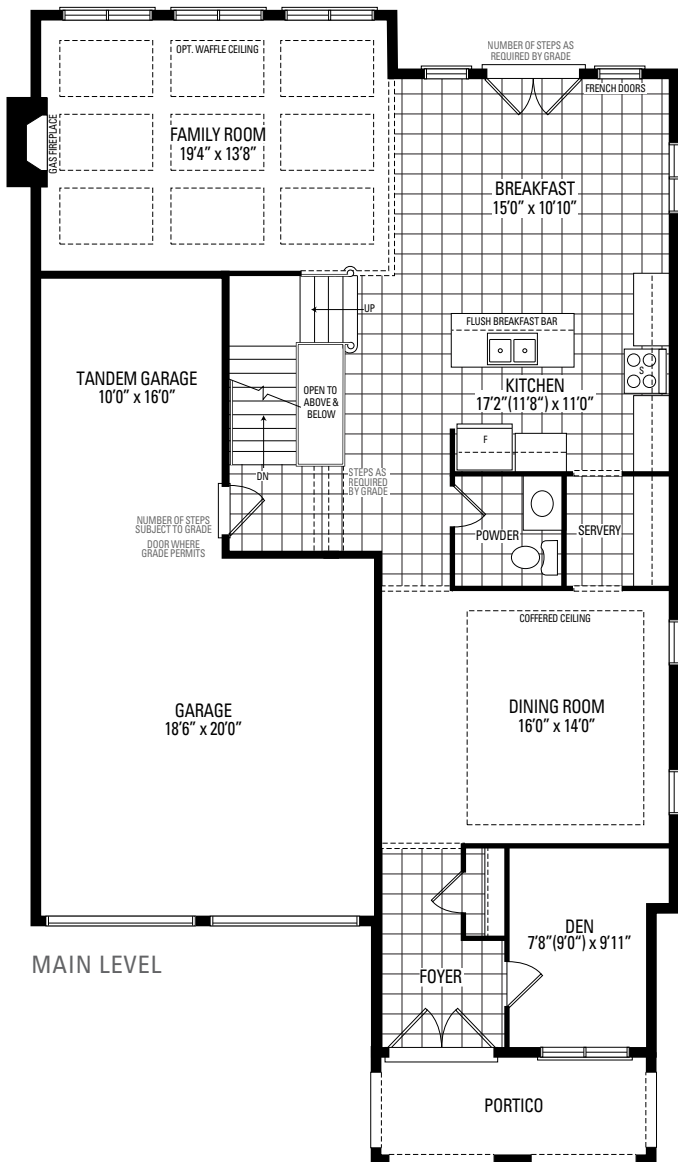 OPT. WAFFLE CEILING
NUMBER OF STEPS AS
REQUIRED BY GRADE
FRENCH DOORS
GAS FIREPLACE
FAMILY ROOM
19'4" x 13'8"
BREAKFAST
15'0" x 10'10"
UP
FLUSH BREAKFAST BAR
TANDEM GARAGE
10'0" x 16'0"
OPEN TO
ABOVE &
BELOW
S
KITCHEN
17'2"(11'8") x 11'0"
F
DN
STEPS AS
REQUIRED
BY GRADE
NUMBER OF STEPS
SUBJECT TO GRADE
DOOR WHERE
GRADE PERMITS
POWDER
SERVERY
COFFERED CEILING
GARAGE
18'6" x 20'0"
DINING ROOM
16'0" x 14'0"
DEN
7'8"(9'0") x 9'11"
MAIN LEVEL
FOYER
PORTICO